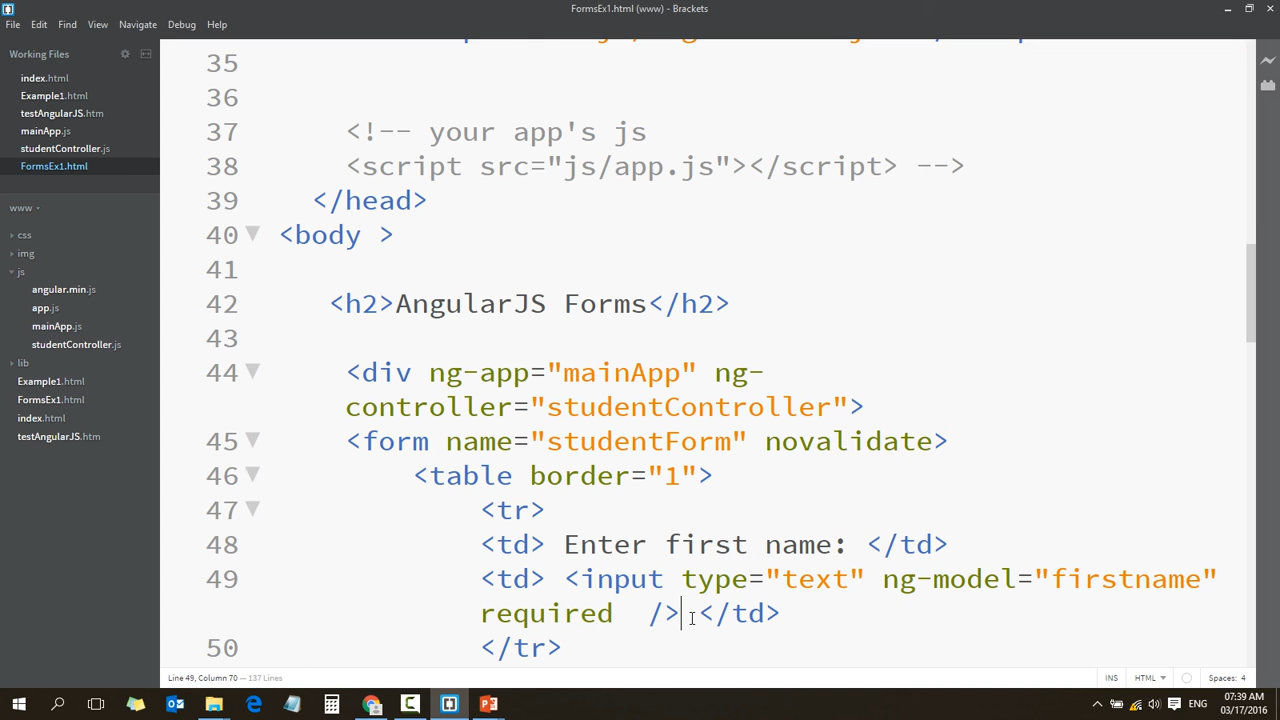 FormsEx1.html (www) - Brackets
File Edit Find View Navigate Debug Help
Working Files
index.html
Example1.html
testAngularJS.htm
mainApp.js
studentController.js
FormsEx1.html
www
css
img
js
angular.min.js
app.js
mainApp.js
studentController.js
lib
Example1.html
FormsEx1.html
index.html
testAngularJS.htm
35
36
37 <!-- your app's js
38 <script src="js/app.js"></script> -->
39 </head>
40 <body >
41
42 <h2>AngularJS Forms</h2>
43
44 <div ng-app="mainApp" ng-
controller="studentController">
45 <form name="studentForm" novalidate>
46 <table border="1">
47 <tr>
48 <td> Enter first name: </td>
49 <td> <input type="text" ng-model="firstname"
required  /> </td>
50 </tr>
Line 49, Column 70 — 137 Lines
INS HTML Spaces: 4
ENG
07:39 AM
03/17/2016